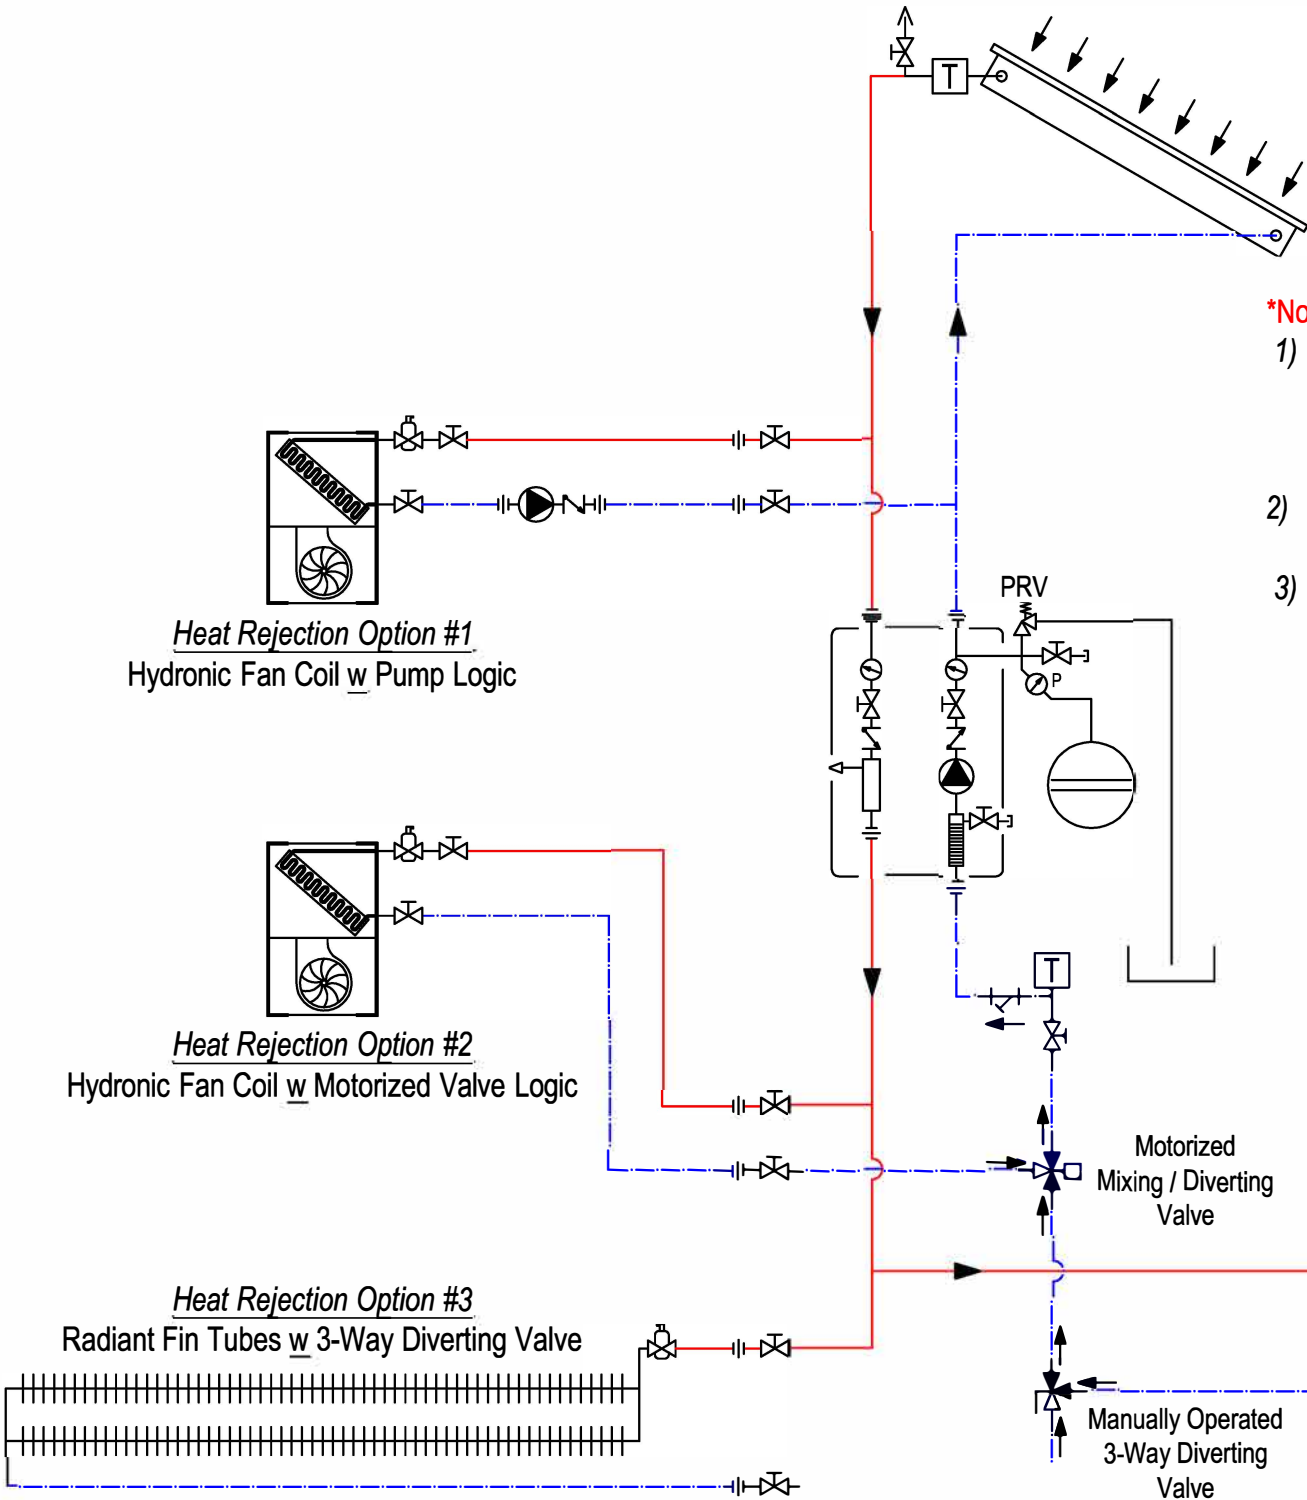 T
*No
1)
2)
3)
PRV
P
Heat Rejection Option #1
Hydronic Fan Coil w Pump Logic
T
Heat Rejection Option #2
Hydronic Fan Coil w Motorized Valve Logic
Motorized
Mixing / Diverting
Valve
Heat Rejection Option #3
Radiant Fin Tubes w 3-Way Diverting Valve
Manually Operated
3-Way Diverting
Valve